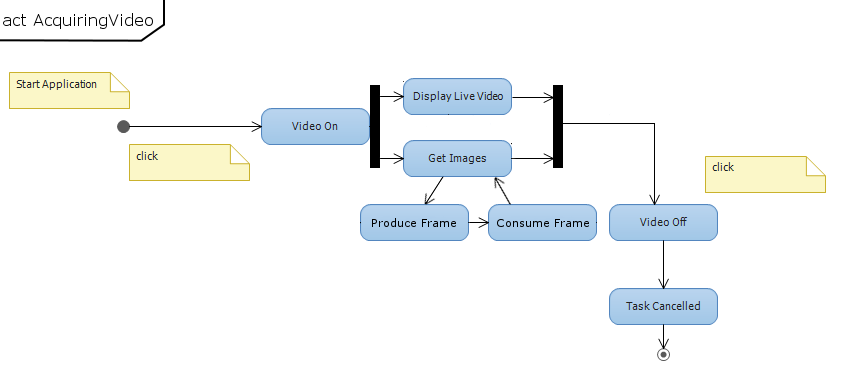 act AcquiringVideo
Start Application
Display Live Video
Video On
click
Get Images
click
Produce Frame
Consume Frame
Video Off
Task Cancelled